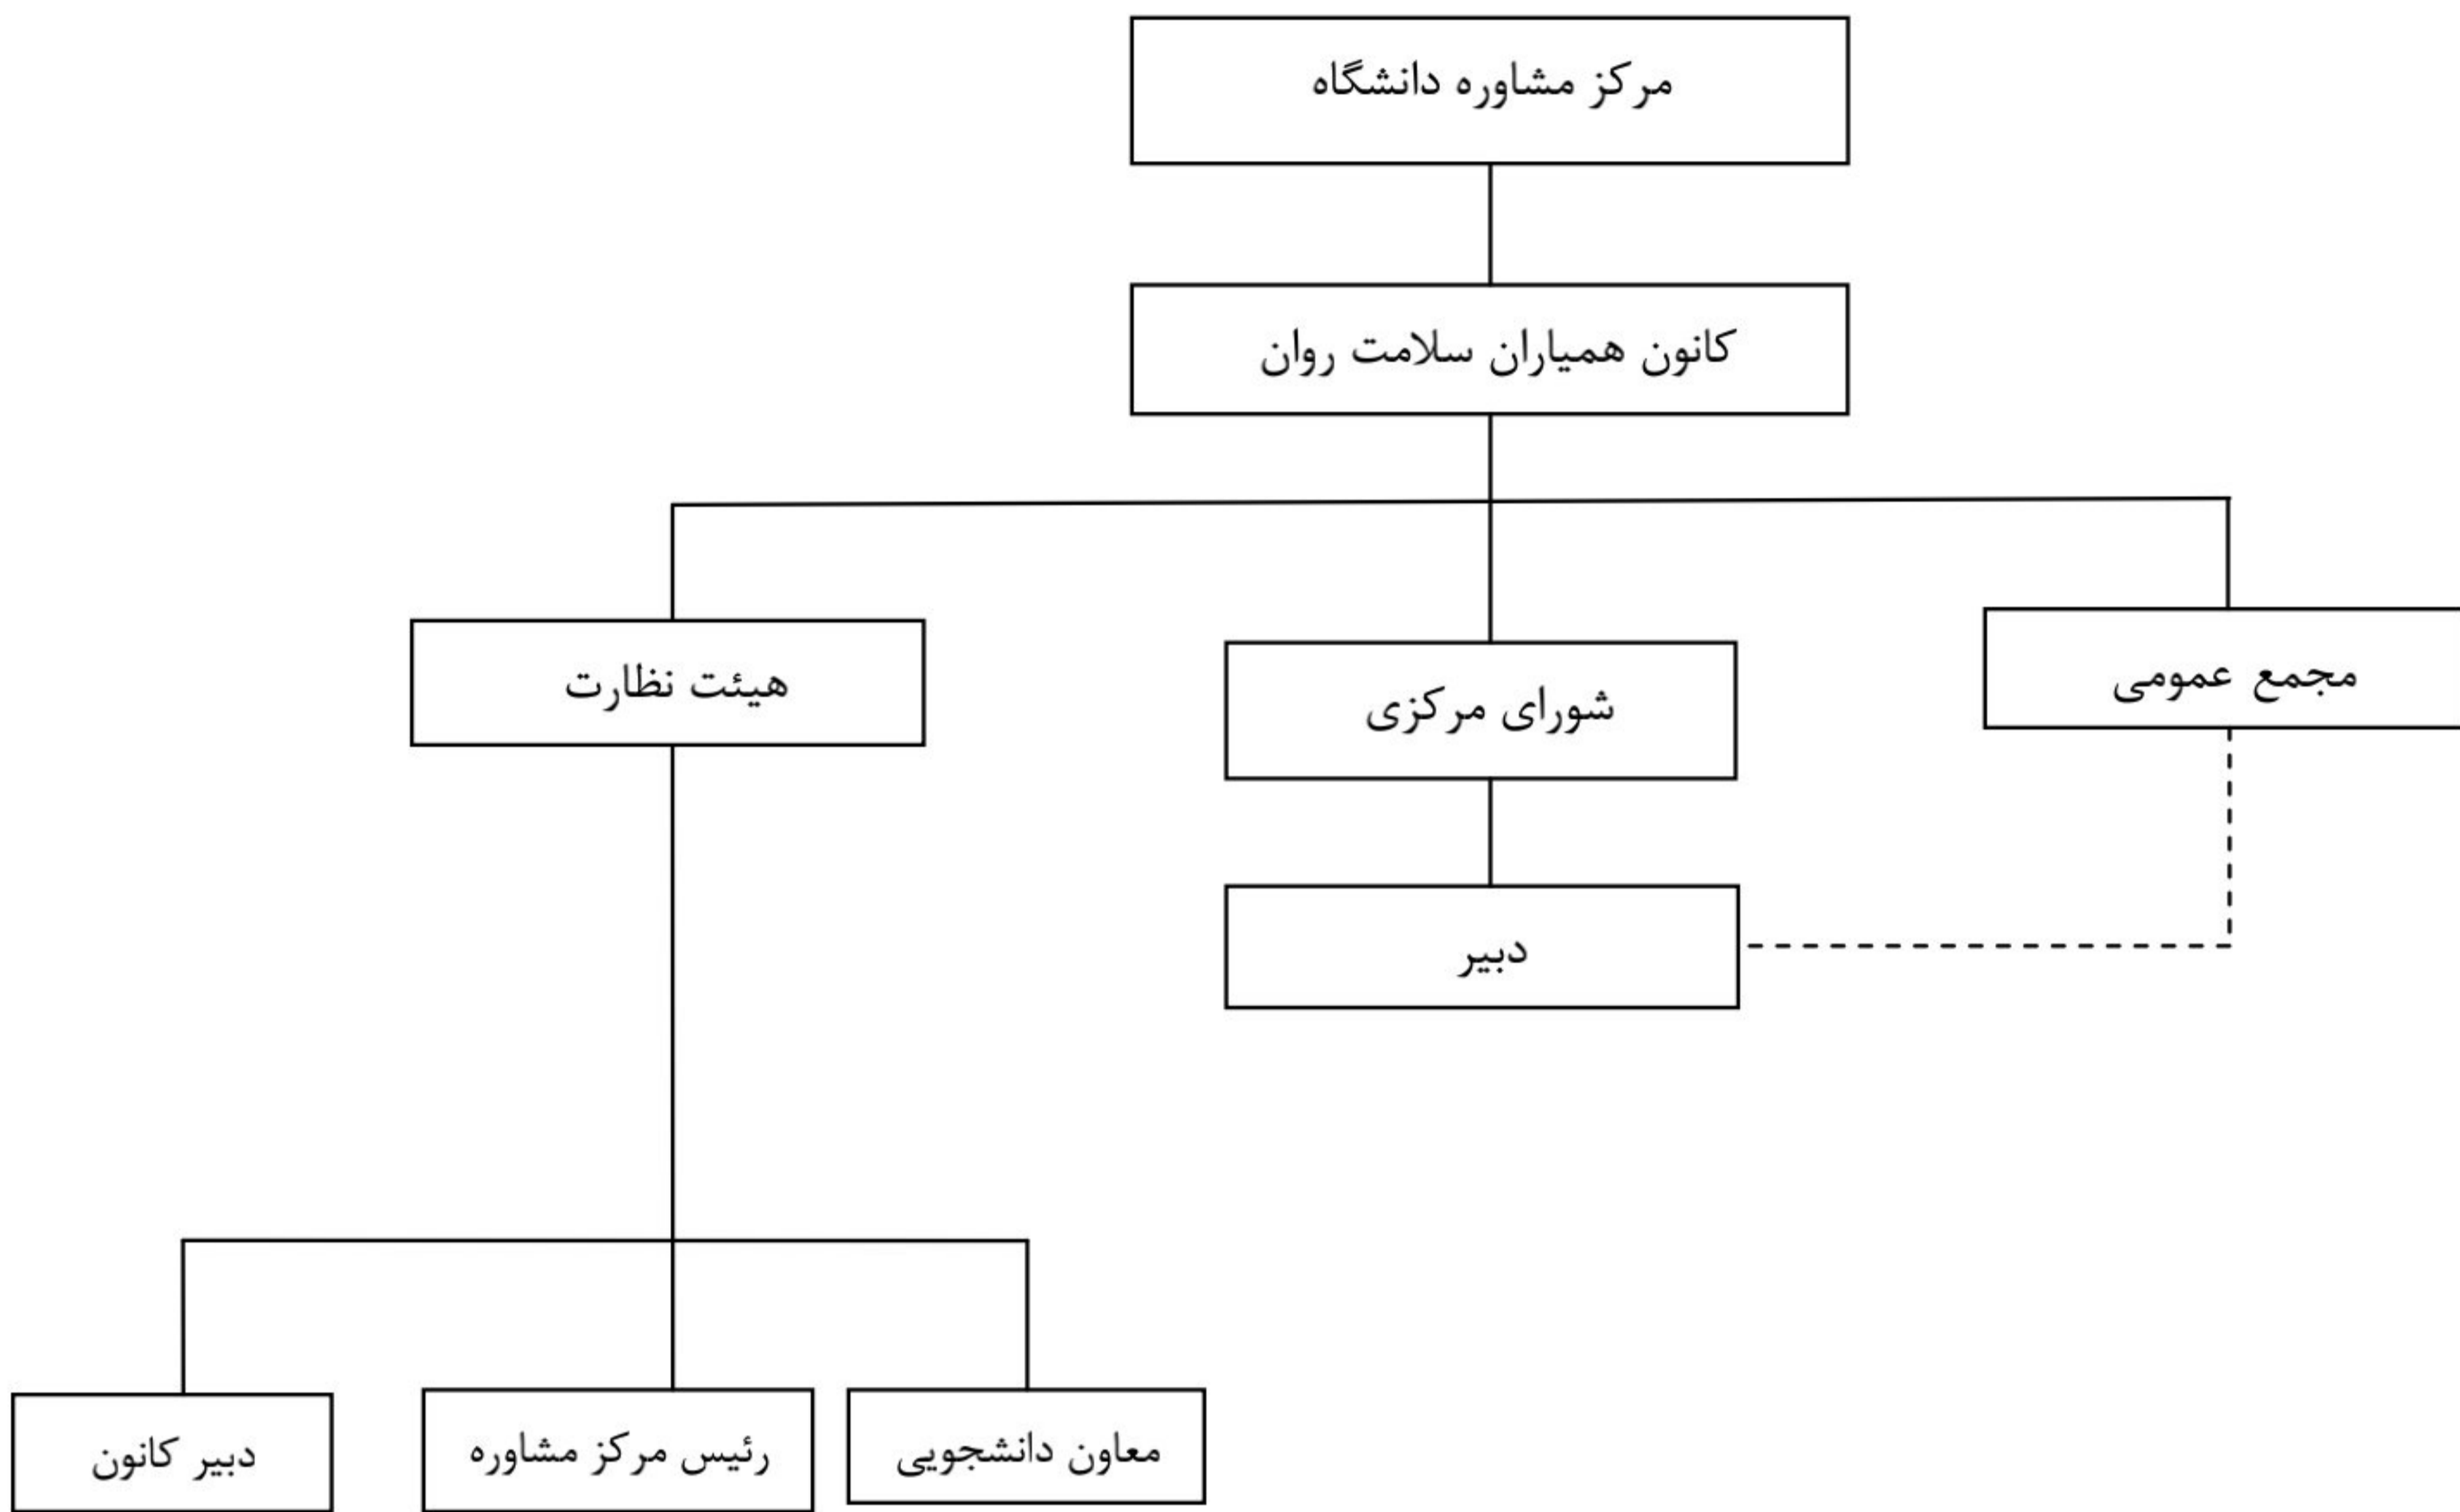 مرکز مشاوره دانشگاه
کانون همیاران سلامت روان
مجمع عمومی
شورای مرکزی
هیئت نظارت
دبیر
معاون دانشجویی
رئیس مرکز مشاوره
دبیر کانون